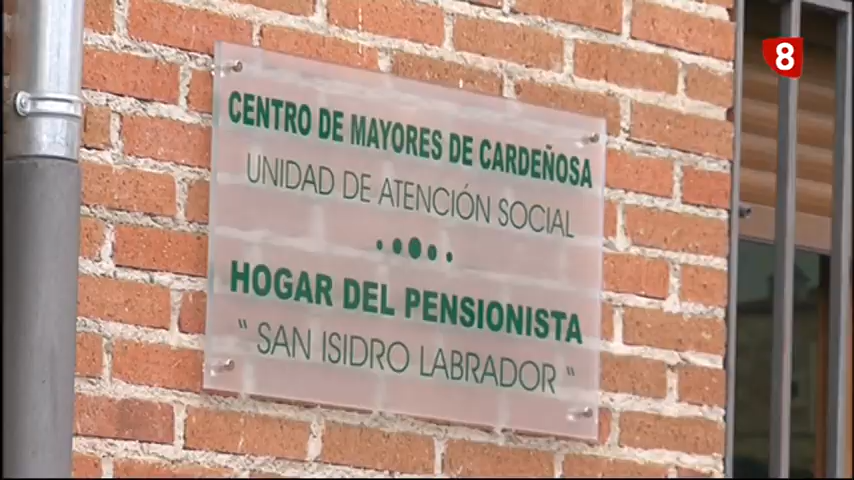 8
CENTRO DE MAYORES DE CARDEÑOSA
UNIDAD DE ATENCIÓN SOCIAL
HOGAR DEL PENSIONISTA
" SAN ISIDRO LABRADOR "